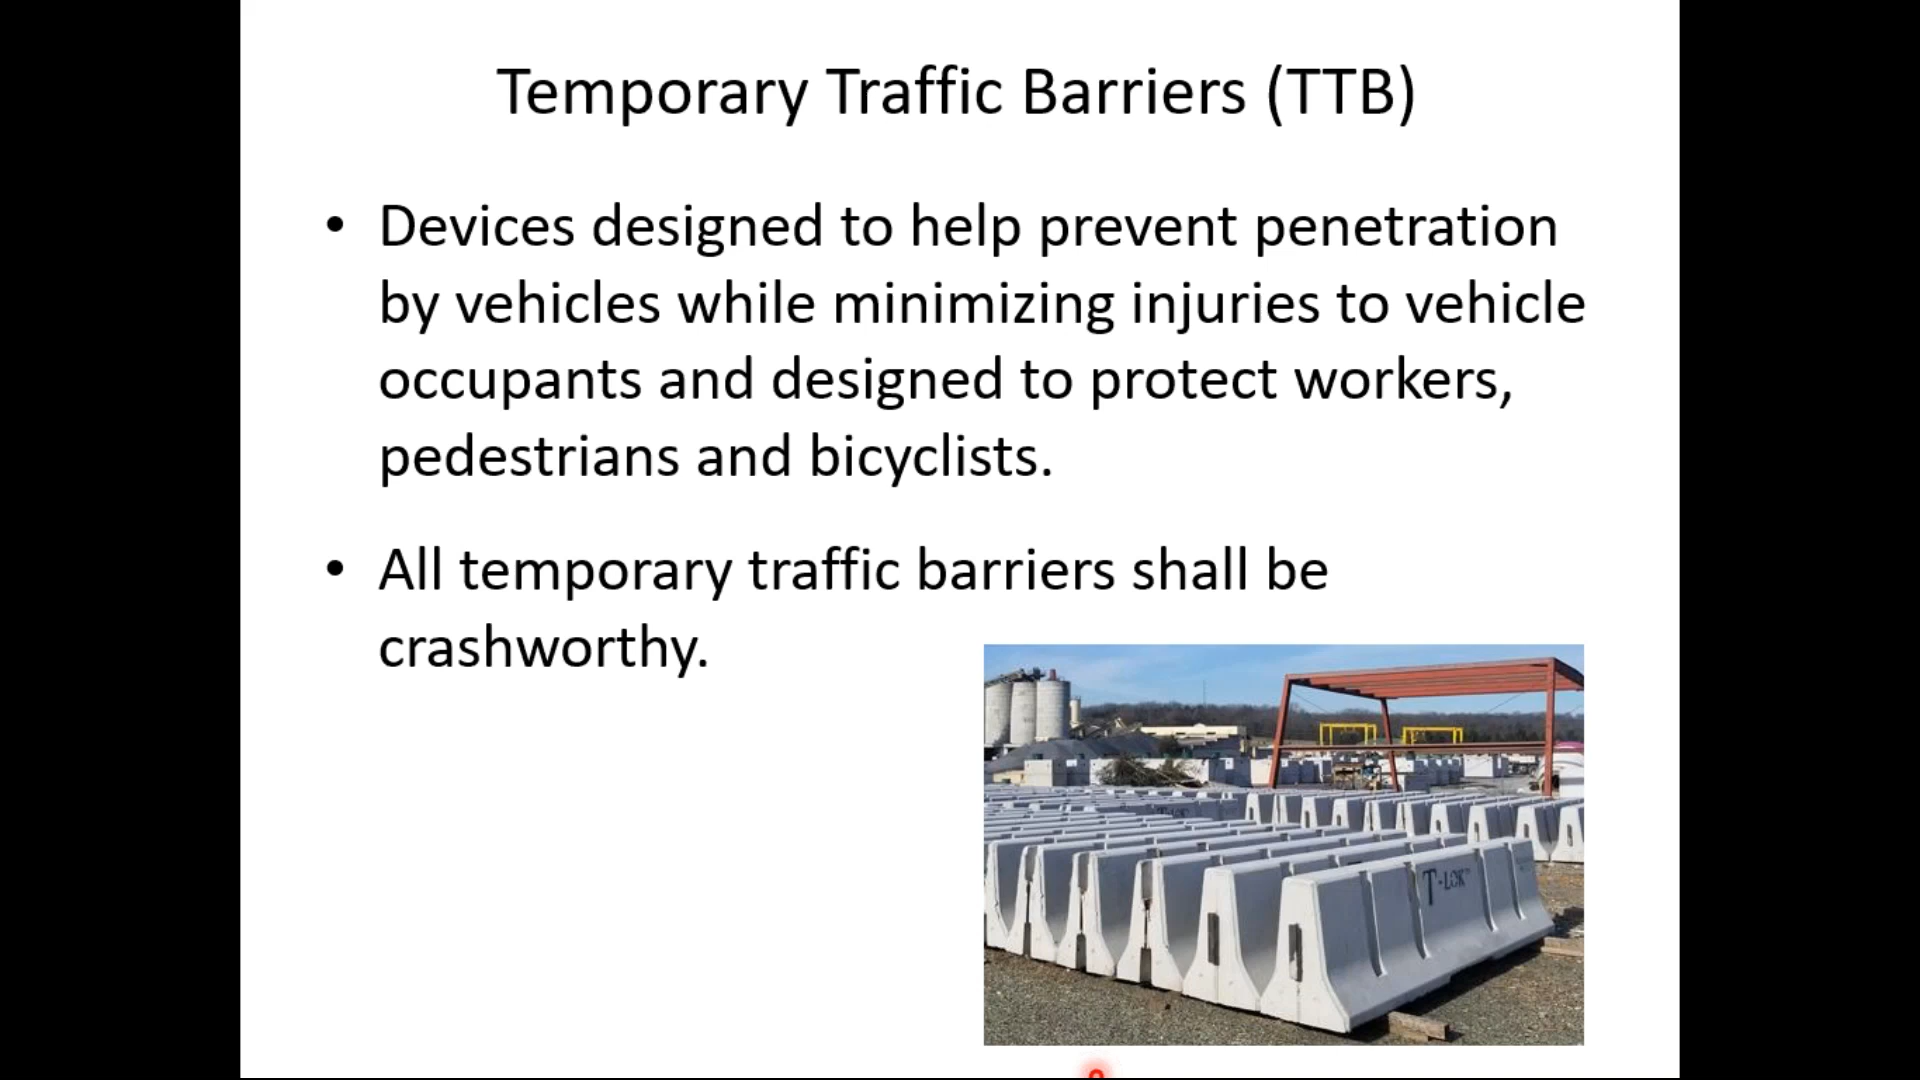 Temporary Traffic Barriers (TTB)
• Devices designed to help prevent penetration
by vehicles while minimizing injuries to vehicle
occupants and designed to protect workers,
pedestrians and bicyclists.
• All temporary traffic barriers shall be
crashworthy.
T-LOK